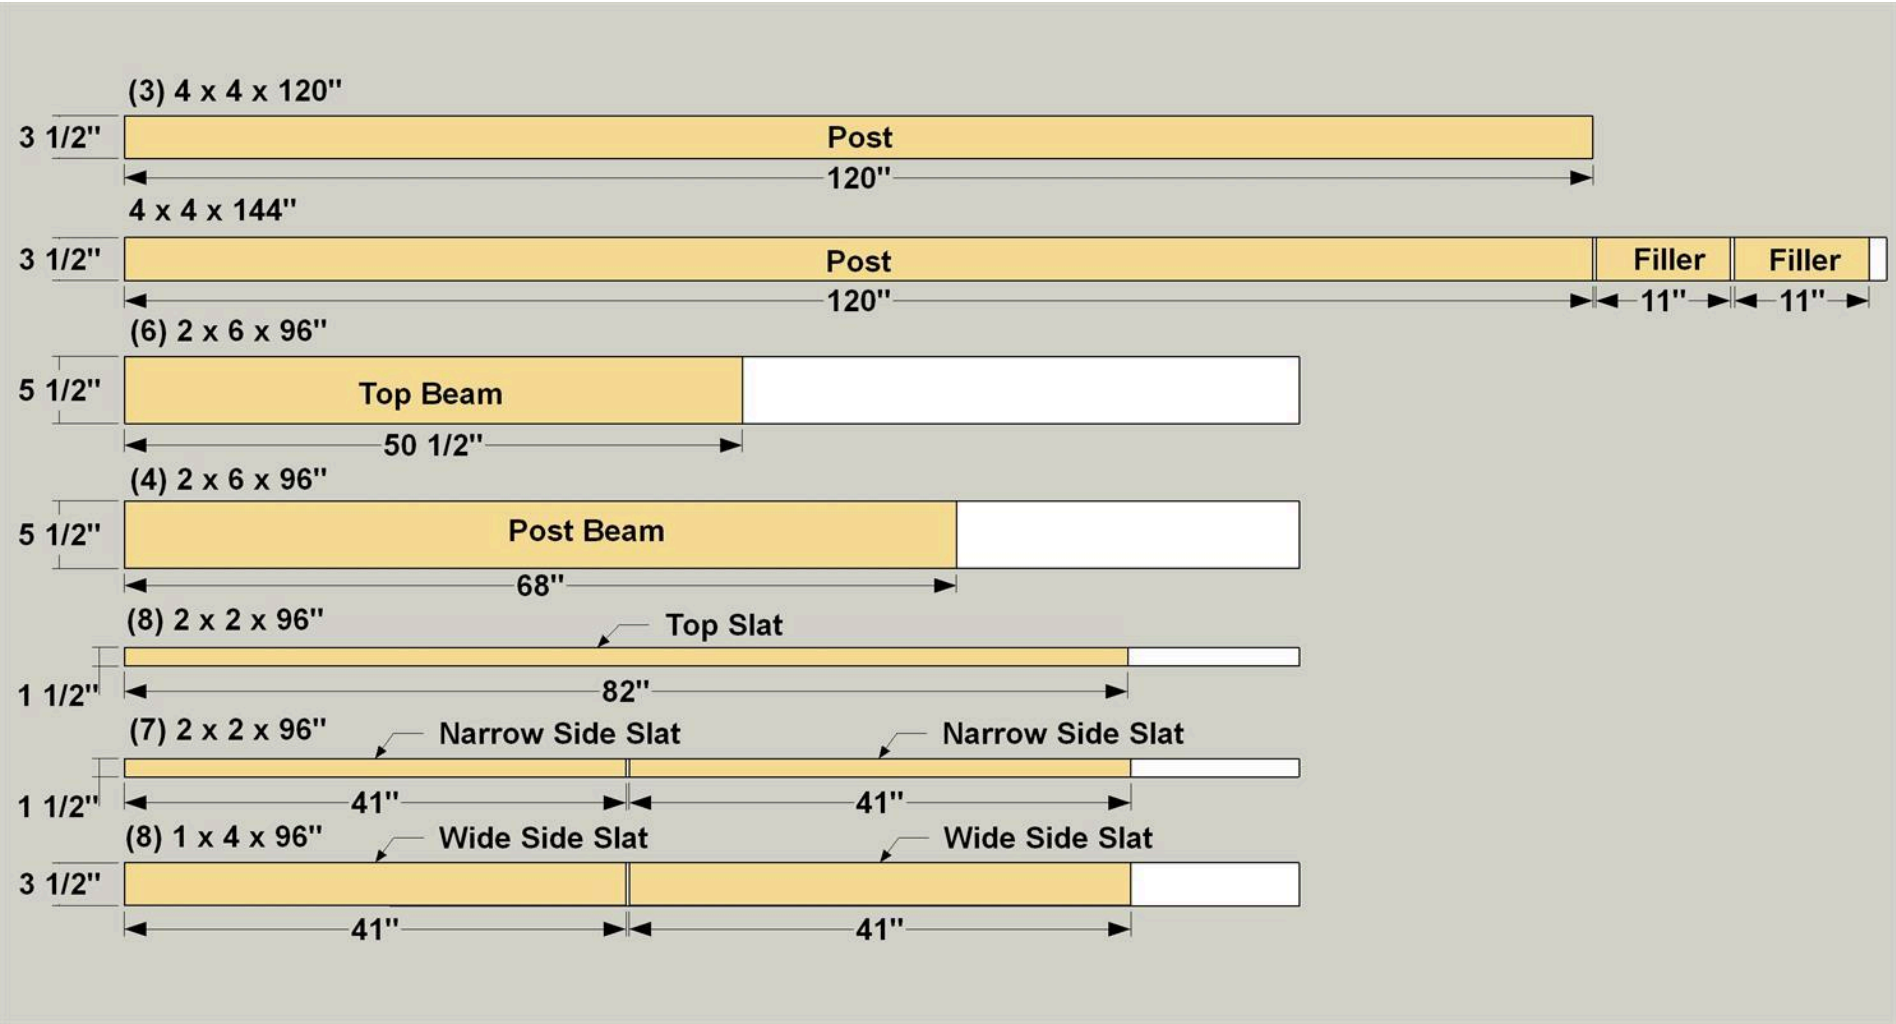 (3) 4 x 4 x 120"
3 1/2"
Post
120"
4 x 4 x 144"
3 1/2"
Post
Filler
Filler
120"
11"
11"
(6) 2 x 6 x 96"
5 1/2"
Top Beam
50 1/2"
(4) 2 x 6 x 96"
5 1/2"
Post Beam
68"
(8) 2 x 2 x 96"
Top Slat
1 1/2"
82"
(7) 2 x 2 x 96"
Narrow Side Slat
Narrow Side Slat
1 1/2"
41"
41"
(8) 1 x 4 x 96"
Wide Side Slat
Wide Side Slat
3 1/2"
41"
41"